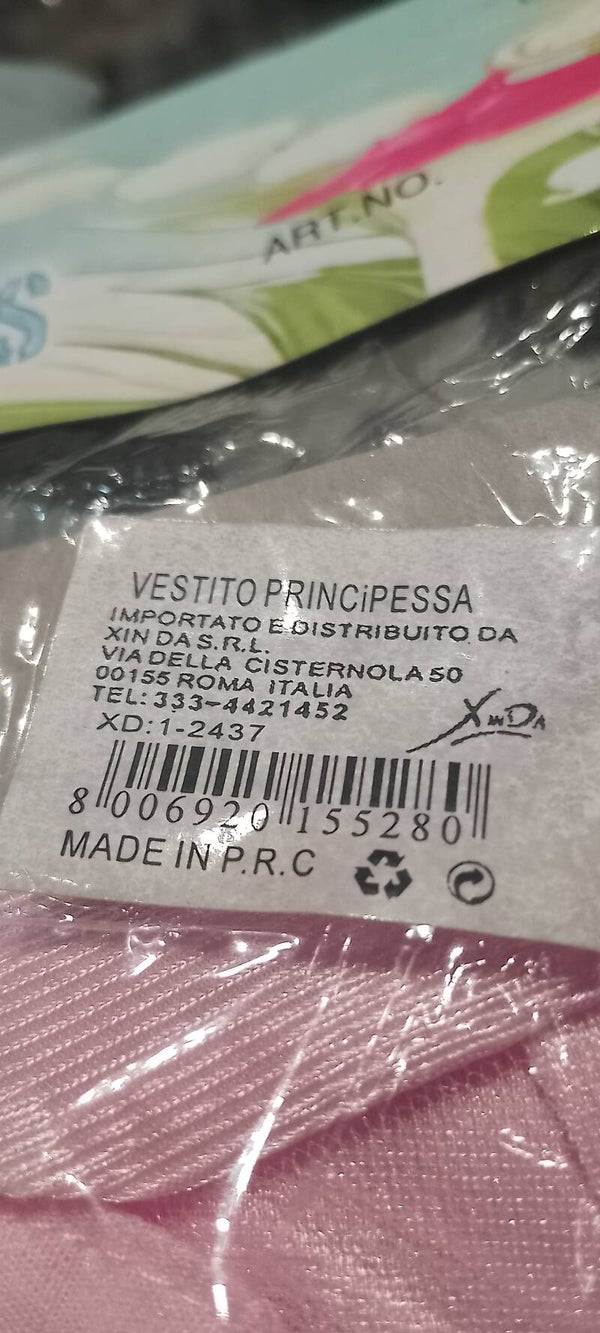 ART.NO.
VESTITO PRINCiPESSA
IMPORTATO E DISTRIBUITO DA
XIN DA S.R.L.
VIA DELLA CISTERNOLA 50
00155 ROMA ITALIA
TEL: 333-4421452
XINDA
XD:1-2437
8 006920 155280
MADE IN P.R.C